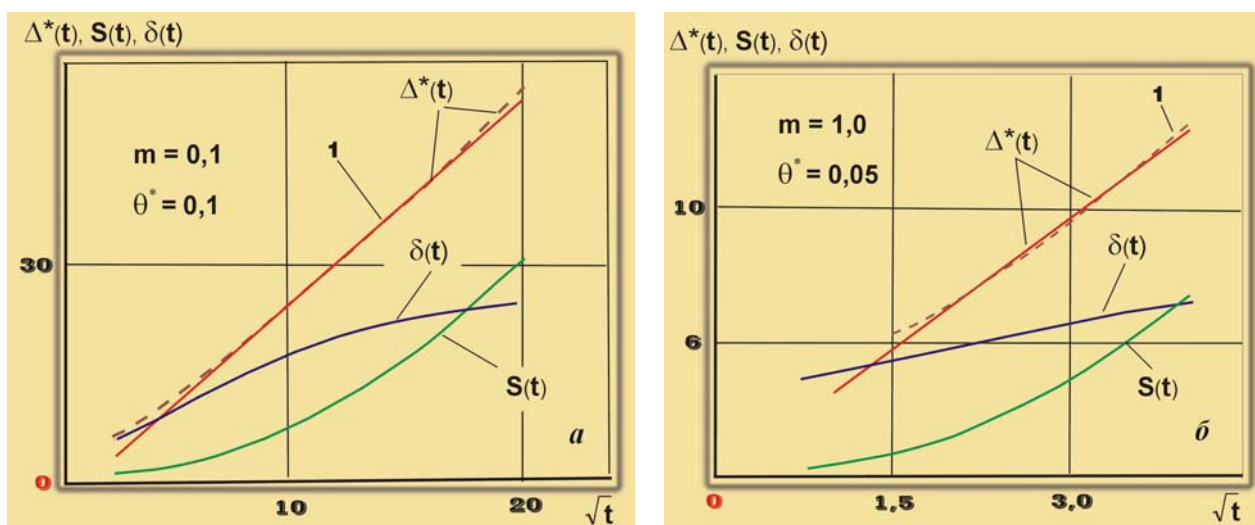 Δ*(t), S(t), δ(t)
Δ*(t)
1
m = 0,1
θ* = 0,1
δ(t)
30
S(t)
а
0
10
20
√t
Δ*(t), S(t), δ(t)
1
m = 1,0
Δ*(t)
θ* = 0,05
10
δ(t)
6
S(t)
б
0
1,5
3,0
√t